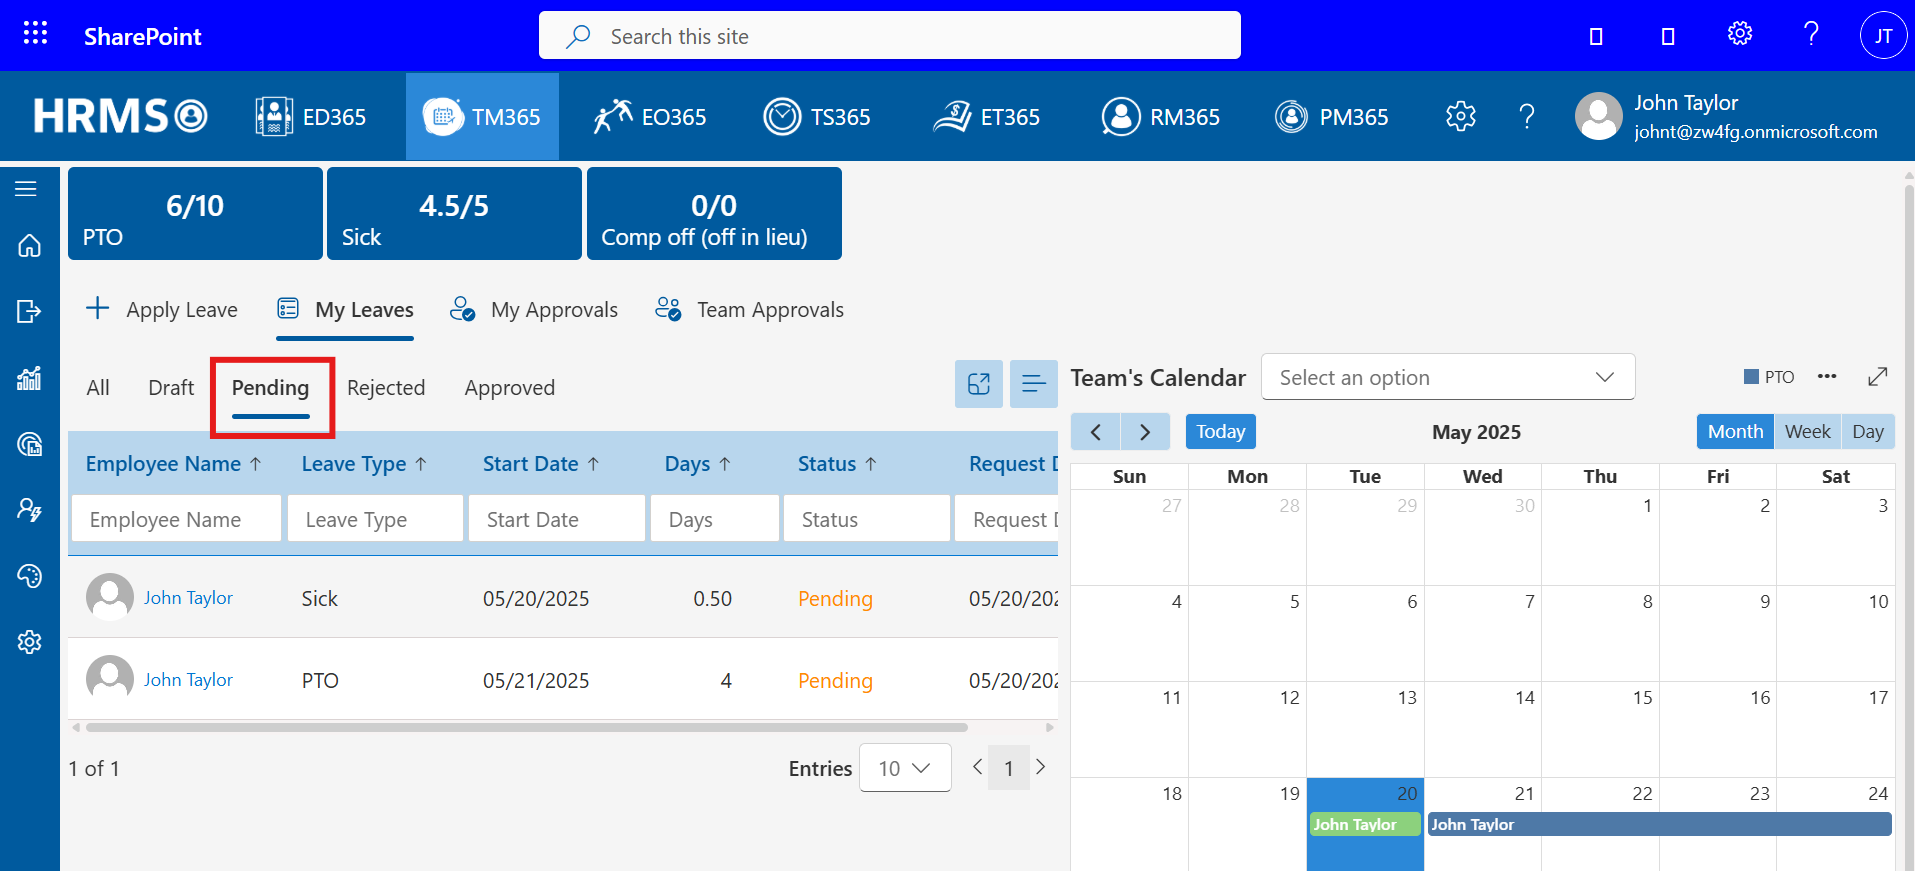 SharePoint
Search this site
JT
HRMS
ED365
TM365
EO365
TS365
ET365
RM365
PM365
John Taylor
johnt@zw4fg.onmicrosoft.com
6/10
PTO
4.5/5
Sick
0/0
Comp off (off in lieu)
Apply Leave
My Leaves
My Approvals
Team Approvals
All
Draft
Pending
Rejected
Approved
Employee Name
Leave Type
Start Date
Days
Status
Request D
Employee Name
Leave Type
Start Date
Days
Status
Request D
John Taylor
Sick
05/20/2025
0.50
Pending
05/20/202
John Taylor
PTO
05/21/2025
4
Pending
05/20/202
1 of 1
Entries
10
1
Team's Calendar
Select an option
PTO
Today
May 2025
Month
Week
Day
Sun Mon Tue Wed Thu Fri Sat
27 28 29 30 1 2 3
4 5 6 7 8 9 10
11 12 13 14 15 16 17
18 19 20 21 22 23 24
John Taylor
John Taylor